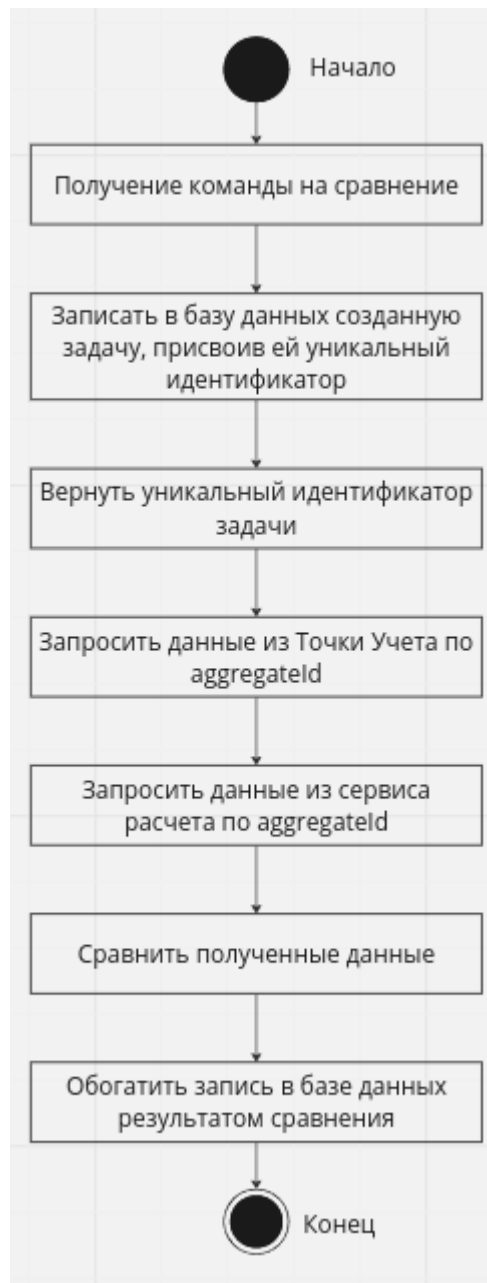 Начало
Получение команды на сравнение
Записать в базу данных созданную
задачу, присвоив ей уникальный
идентификатор
Вернуть уникальный идентификатор
задачи
Запросить данные из Точки Учета по
aggregateId
Запросить данные из сервиса
расчета по aggregateId
Сравнить полученные данные
Обогатить запись в базе данных
результатом сравнения
Конец